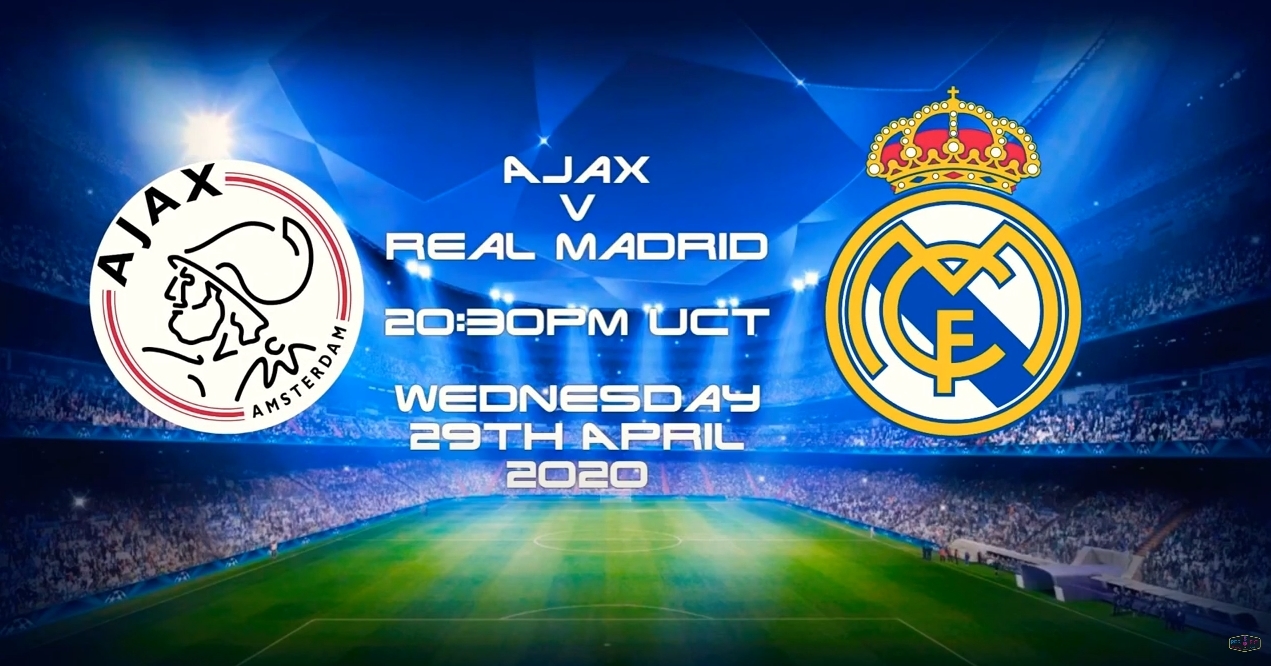 AJAX
AMSTERDAM
AJAX
V
REAL MADRID
20:30PM UCT
WEDNESDAY
29TH APRIL
2020